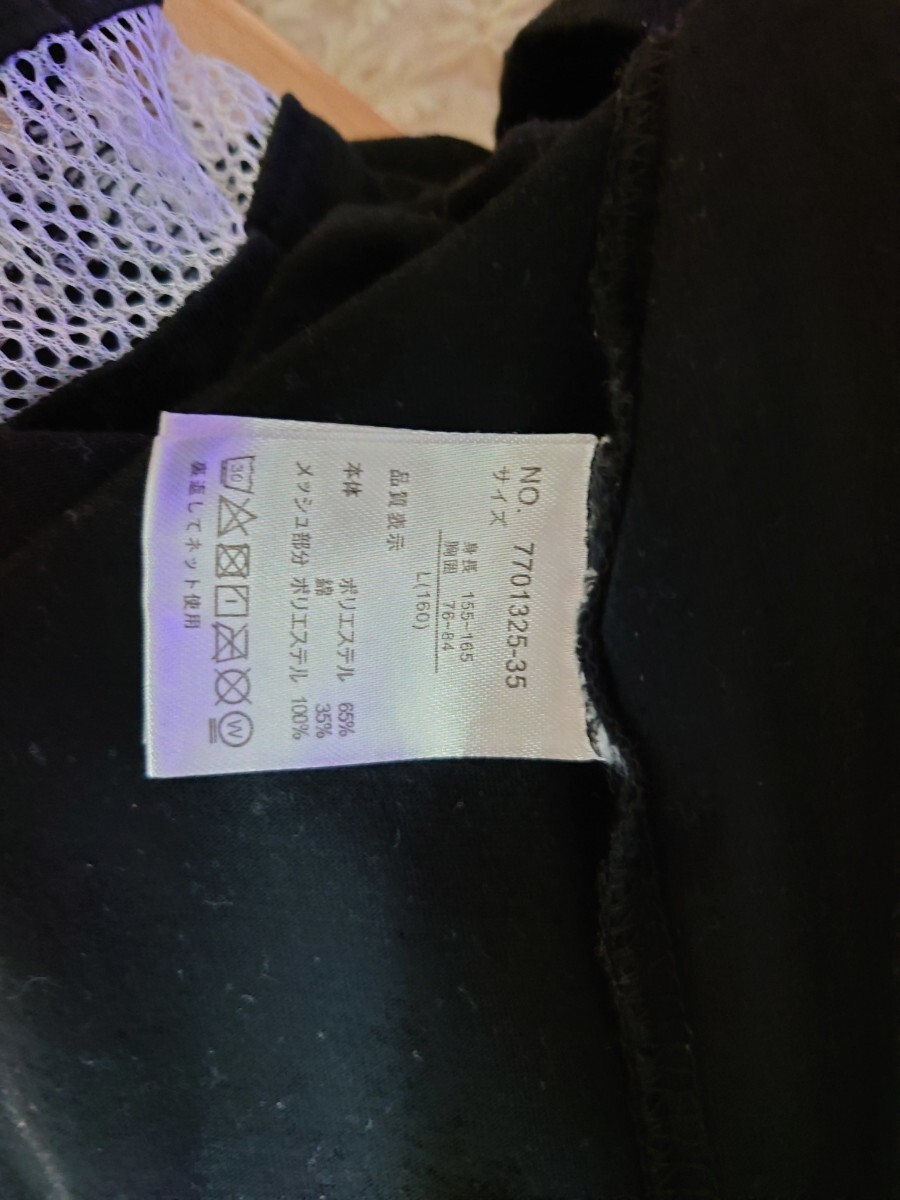 NO. 7701325-35
サイズ
身長 155~165
胸囲 76~84
L(160)
品質表示
本体 ポリエステル 65%
綿 35%
メッシュ部分 ポリエステル 100%
30
W
裏返してネット使用